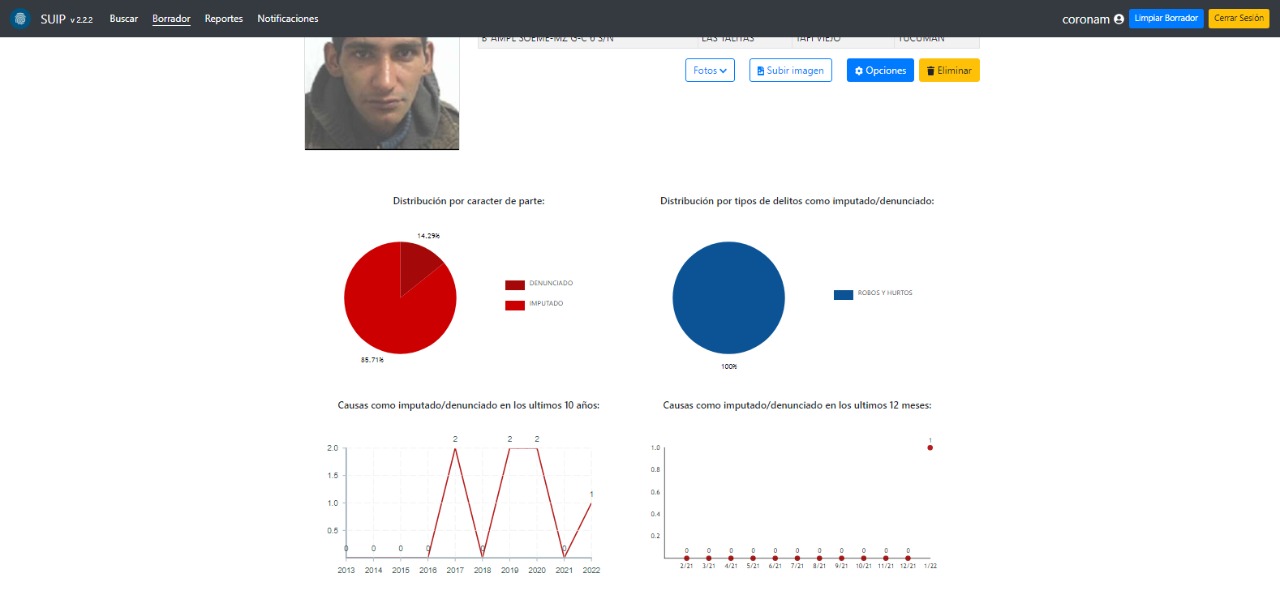 SUIP v 2.2.2 Buscar Borrador Reportes Notificaciones coronam Limpiar Borrador Cerrar Sesión
B° AMPL SOEME-MZ G-C 6 S/N LAS TALITAS TAFI VIEJO TUCUMAN
Fotos Subir imagen Opciones Eliminar
Distribución por caracter de parte:
14.29%
DENUNCIADO
IMPUTADO
85.71%
Distribución por tipos de delitos como imputado/denunciado:
ROBOS Y HURTOS
100%
Causas como imputado/denunciado en los ultimos 10 años:
2 2 2
2.0
1.5
1
1.0
0.5
0 0 0 0 0 0
2013 2014 2015 2016 2017 2018 2019 2020 2021 2022
Causas como imputado/denunciado en los ultimos 12 meses:
1
1.0
0.8
0.6
0.4
0.2
0 0 0 0 0 0 0 0 0 0 0
2/21 3/21 4/21 5/21 6/21 7/21 8/21 9/21 10/21 11/21 12/21 1/22